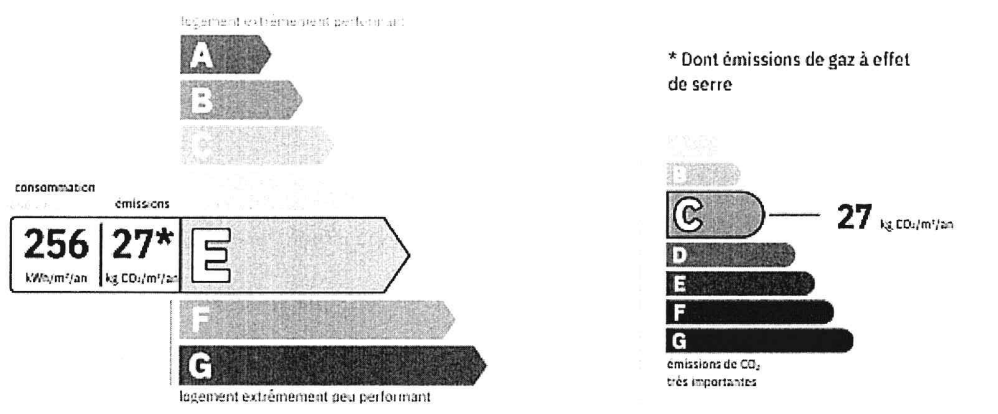 logement extrêmement performant
A
B
C
consommation
émissions
256
27*
E
kWh/m²/an
kg CO₂/m²/an
F
G
logement extrêmement peu performant
* Dont émissions de gaz à effet
de serre
B
C
27 kg CO₂/m²/an
D
E
F
G
émissions de CO₂
très importantes